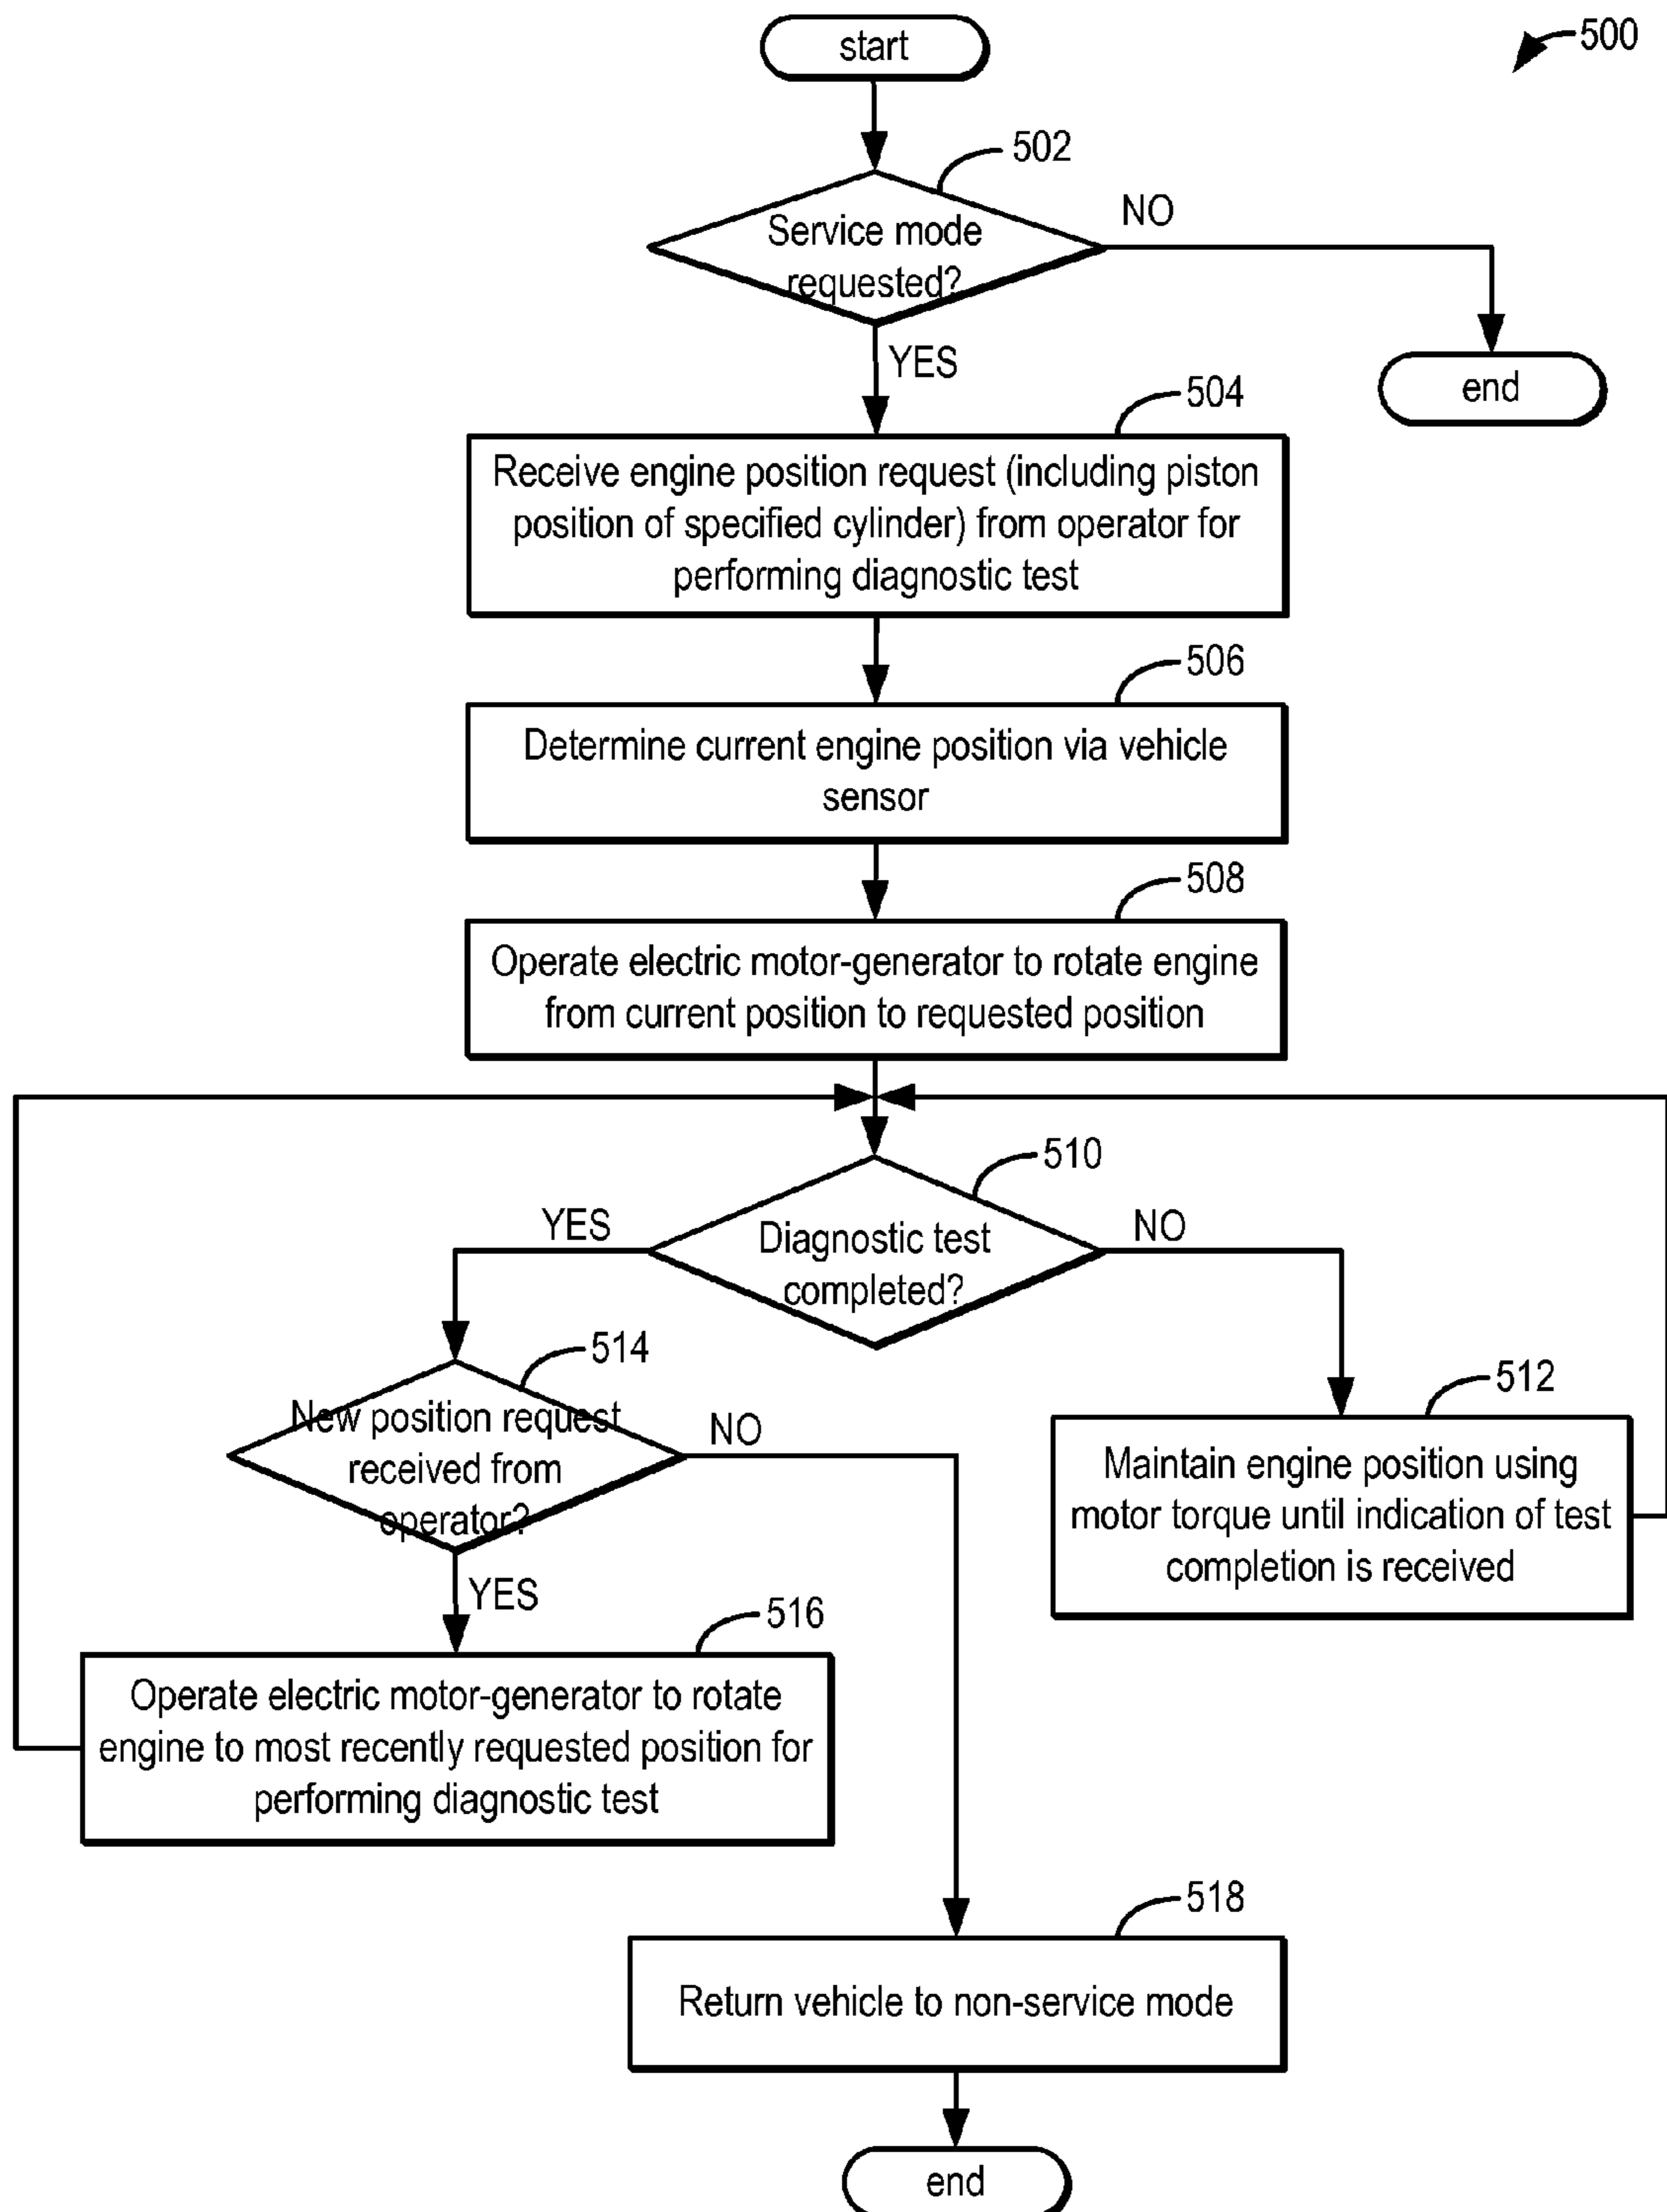 start
500
502
Service mode
requested?
NO
YES
end
504
Receive engine position request (including piston
position of specified cylinder) from operator for
performing diagnostic test
506
Determine current engine position via vehicle
sensor
508
Operate electric motor-generator to rotate engine
from current position to requested position
510
Diagnostic test
completed?
YES
NO
514
New position request
received from
operator?
NO
YES
512
Maintain engine position using
motor torque until indication of test
completion is received
516
Operate electric motor-generator to rotate
engine to most recently requested position for
performing diagnostic test
518
Return vehicle to non-service mode
end